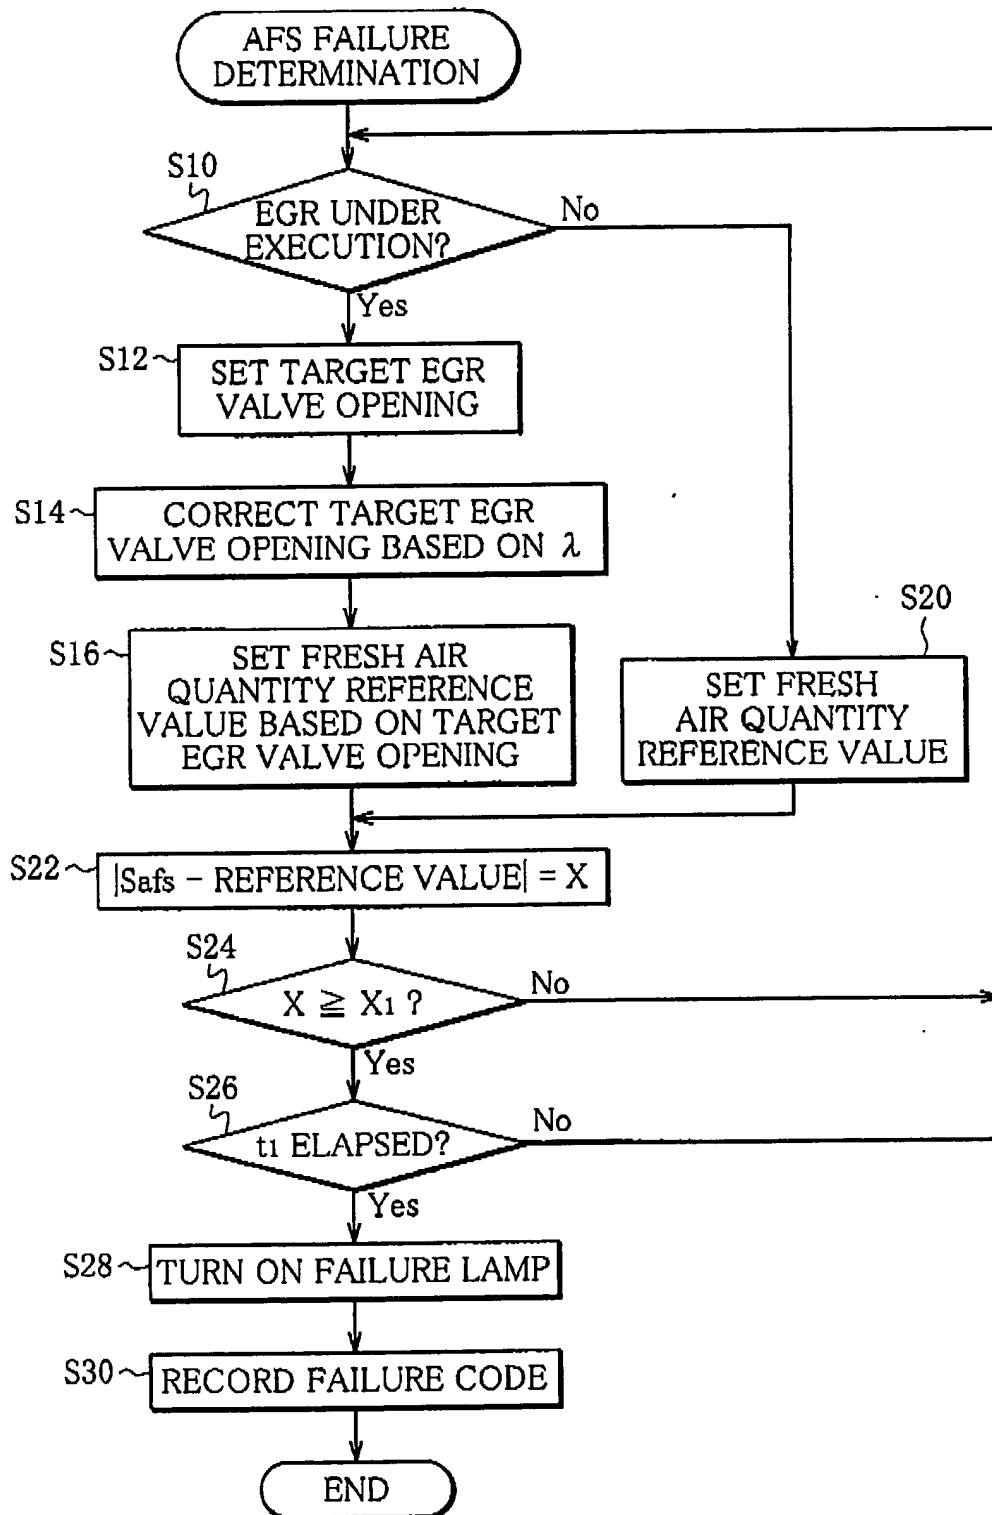 AFS FAILURE
DETERMINATION
S10
EGR UNDER
EXECUTION?
No
Yes
S12
SET TARGET EGR
VALVE OPENING
S14
CORRECT TARGET EGR
VALVE OPENING BASED ON λ
S16
SET FRESH AIR
QUANTITY REFERENCE
VALUE BASED ON TARGET
EGR VALVE OPENING
S20
SET FRESH
AIR QUANTITY
REFERENCE VALUE
S22
|Safs - REFERENCE VALUE| = X
S24
X ≧ X1 ?
No
Yes
S26
t1 ELAPSED?
No
Yes
S28
TURN ON FAILURE LAMP
S30
RECORD FAILURE CODE
END